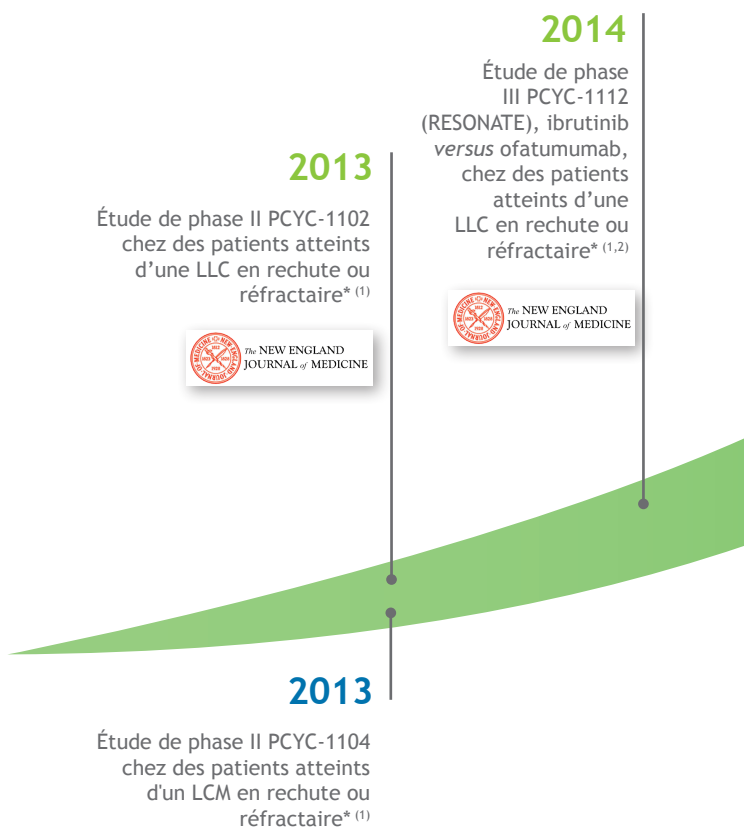 2014
Étude de phase
III PCYC-1112
(RESONATE), ibrutinib
versus ofatumumab,
chez des patients
atteints d’une
LLC en rechute ou
réfractaire* (1,2)
The NEW ENGLAND
JOURNAL of MEDICINE
2013
Étude de phase II PCYC-1102
chez des patients atteints
d’une LLC en rechute ou
réfractaire* (1)
The NEW ENGLAND
JOURNAL of MEDICINE
2013
Étude de phase II PCYC-1104
chez des patients atteints
d'un LCM en rechute ou
réfractaire* (1)